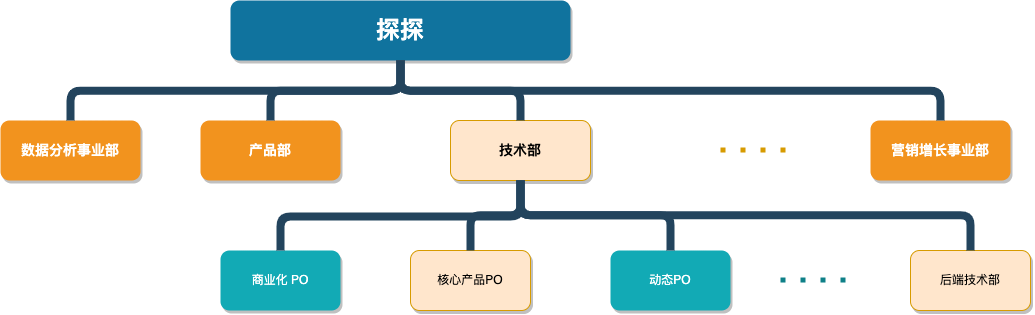 探探
数据分析事业部
产品部
技术部
营销增长事业部
商业化 PO
核心产品PO
动态PO
后端技术部